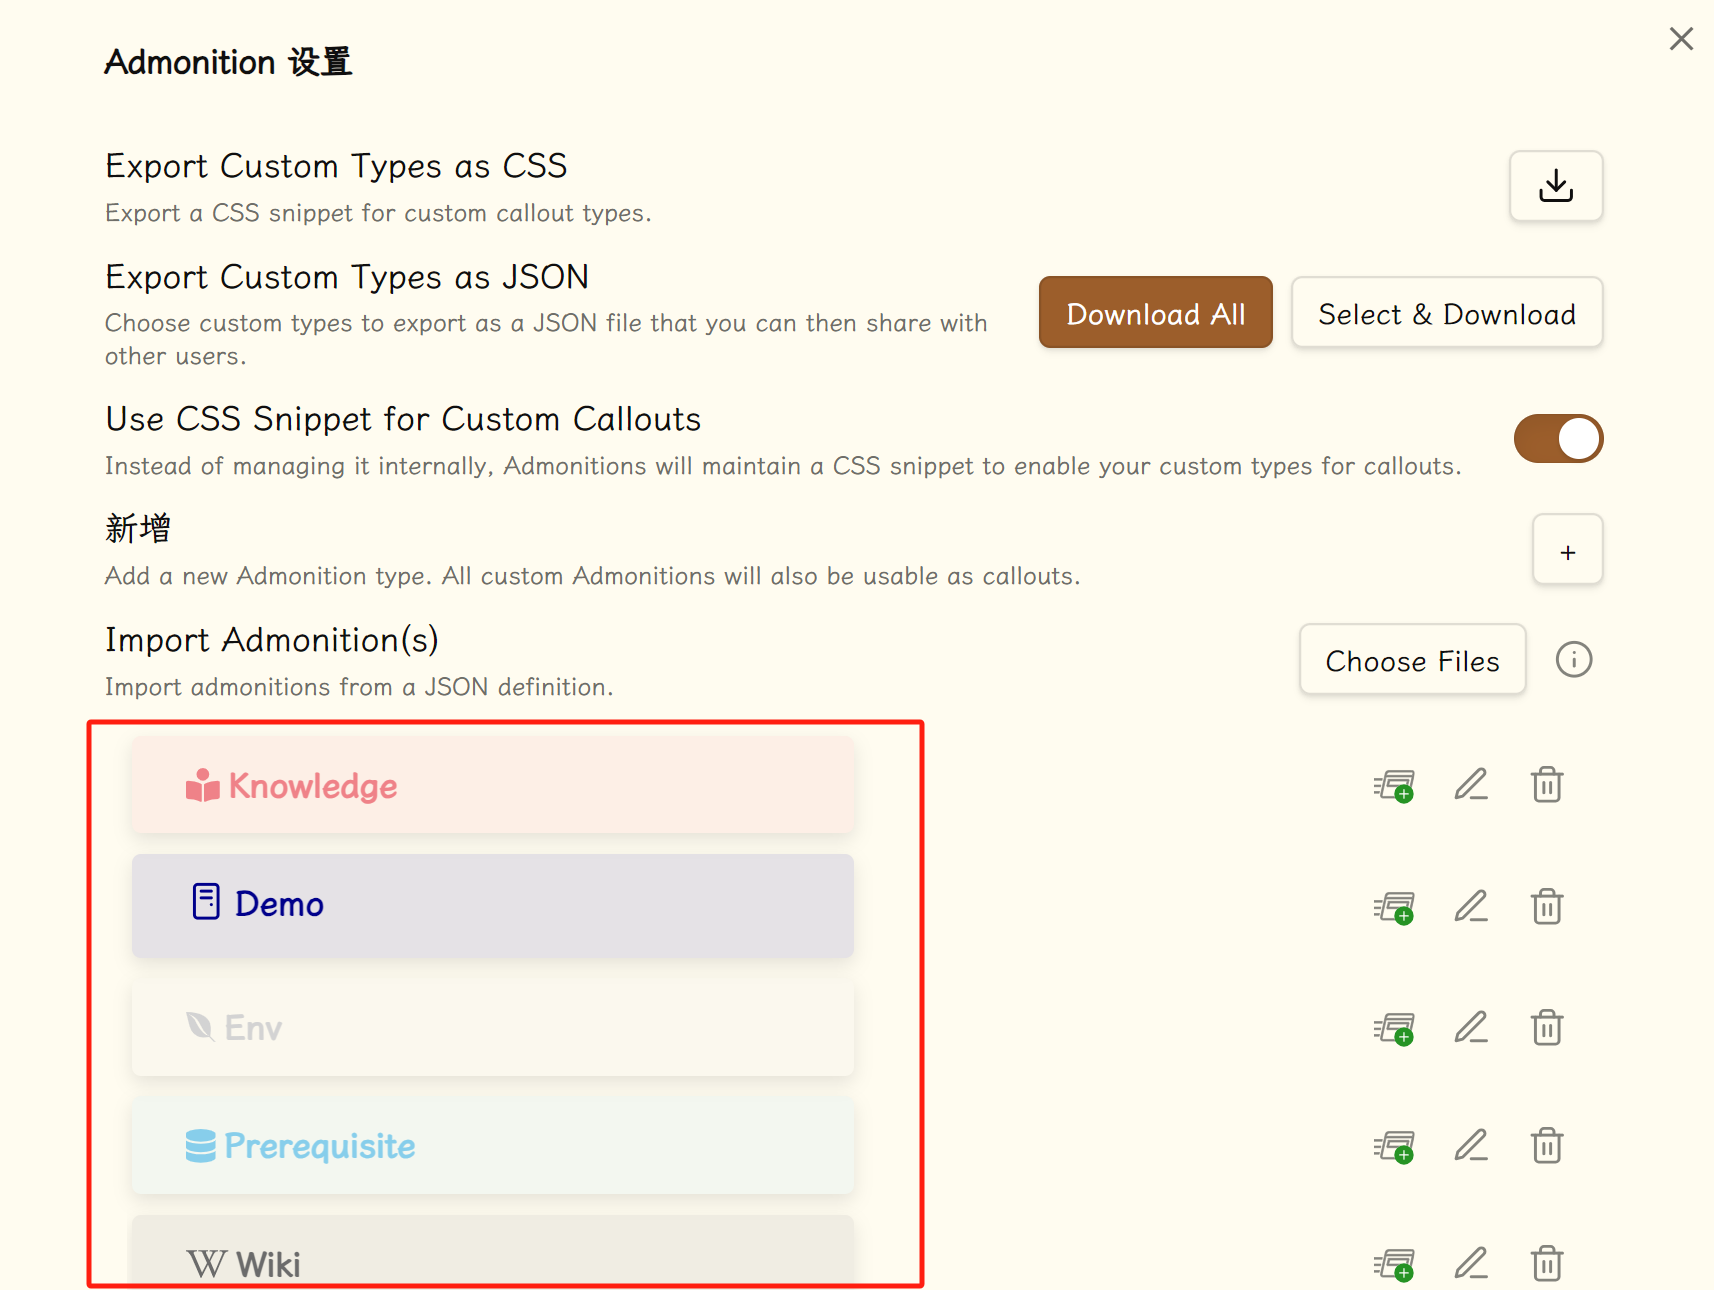 Admonition 设置
Export Custom Types as CSS
Export a CSS snippet for custom callout types.
Export Custom Types as JSON
Choose custom types to export as a JSON file that you can then share with
other users.
Download All
Select & Download
Use CSS Snippet for Custom Callouts
Instead of managing it internally, Admonitions will maintain a CSS snippet to enable your custom types for callouts.
新增
Add a new Admonition type. All custom Admonitions will also be usable as callouts.
+
Import Admonition(s)
Import admonitions from a JSON definition.
Choose Files
Knowledge
Demo
Env
Prerequisite
W Wiki